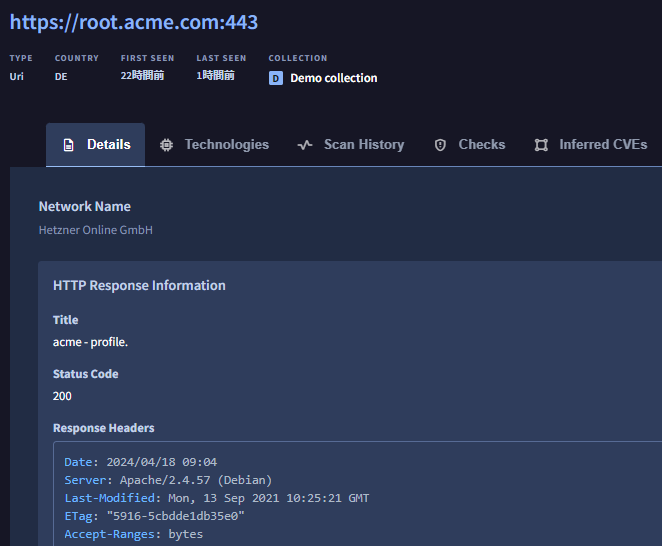 https://root.acme.com:443
TYPE COUNTRY FIRST SEEN LAST SEEN COLLECTION
Uri DE 22時間前 1時間前 D Demo collection
Details Technologies Scan History Checks Inferred CVEs
Network Name
Hetzner Online GmbH
HTTP Response Information
Title
acme - profile.
Status Code
200
Response Headers
Date: 2024/04/18 09:04
Server: Apache/2.4.57 (Debian)
Last-Modified: Mon, 13 Sep 2021 10:25:21 GMT
ETag: "5916-5cbdde1db35e0"
Accept-Ranges: bytes